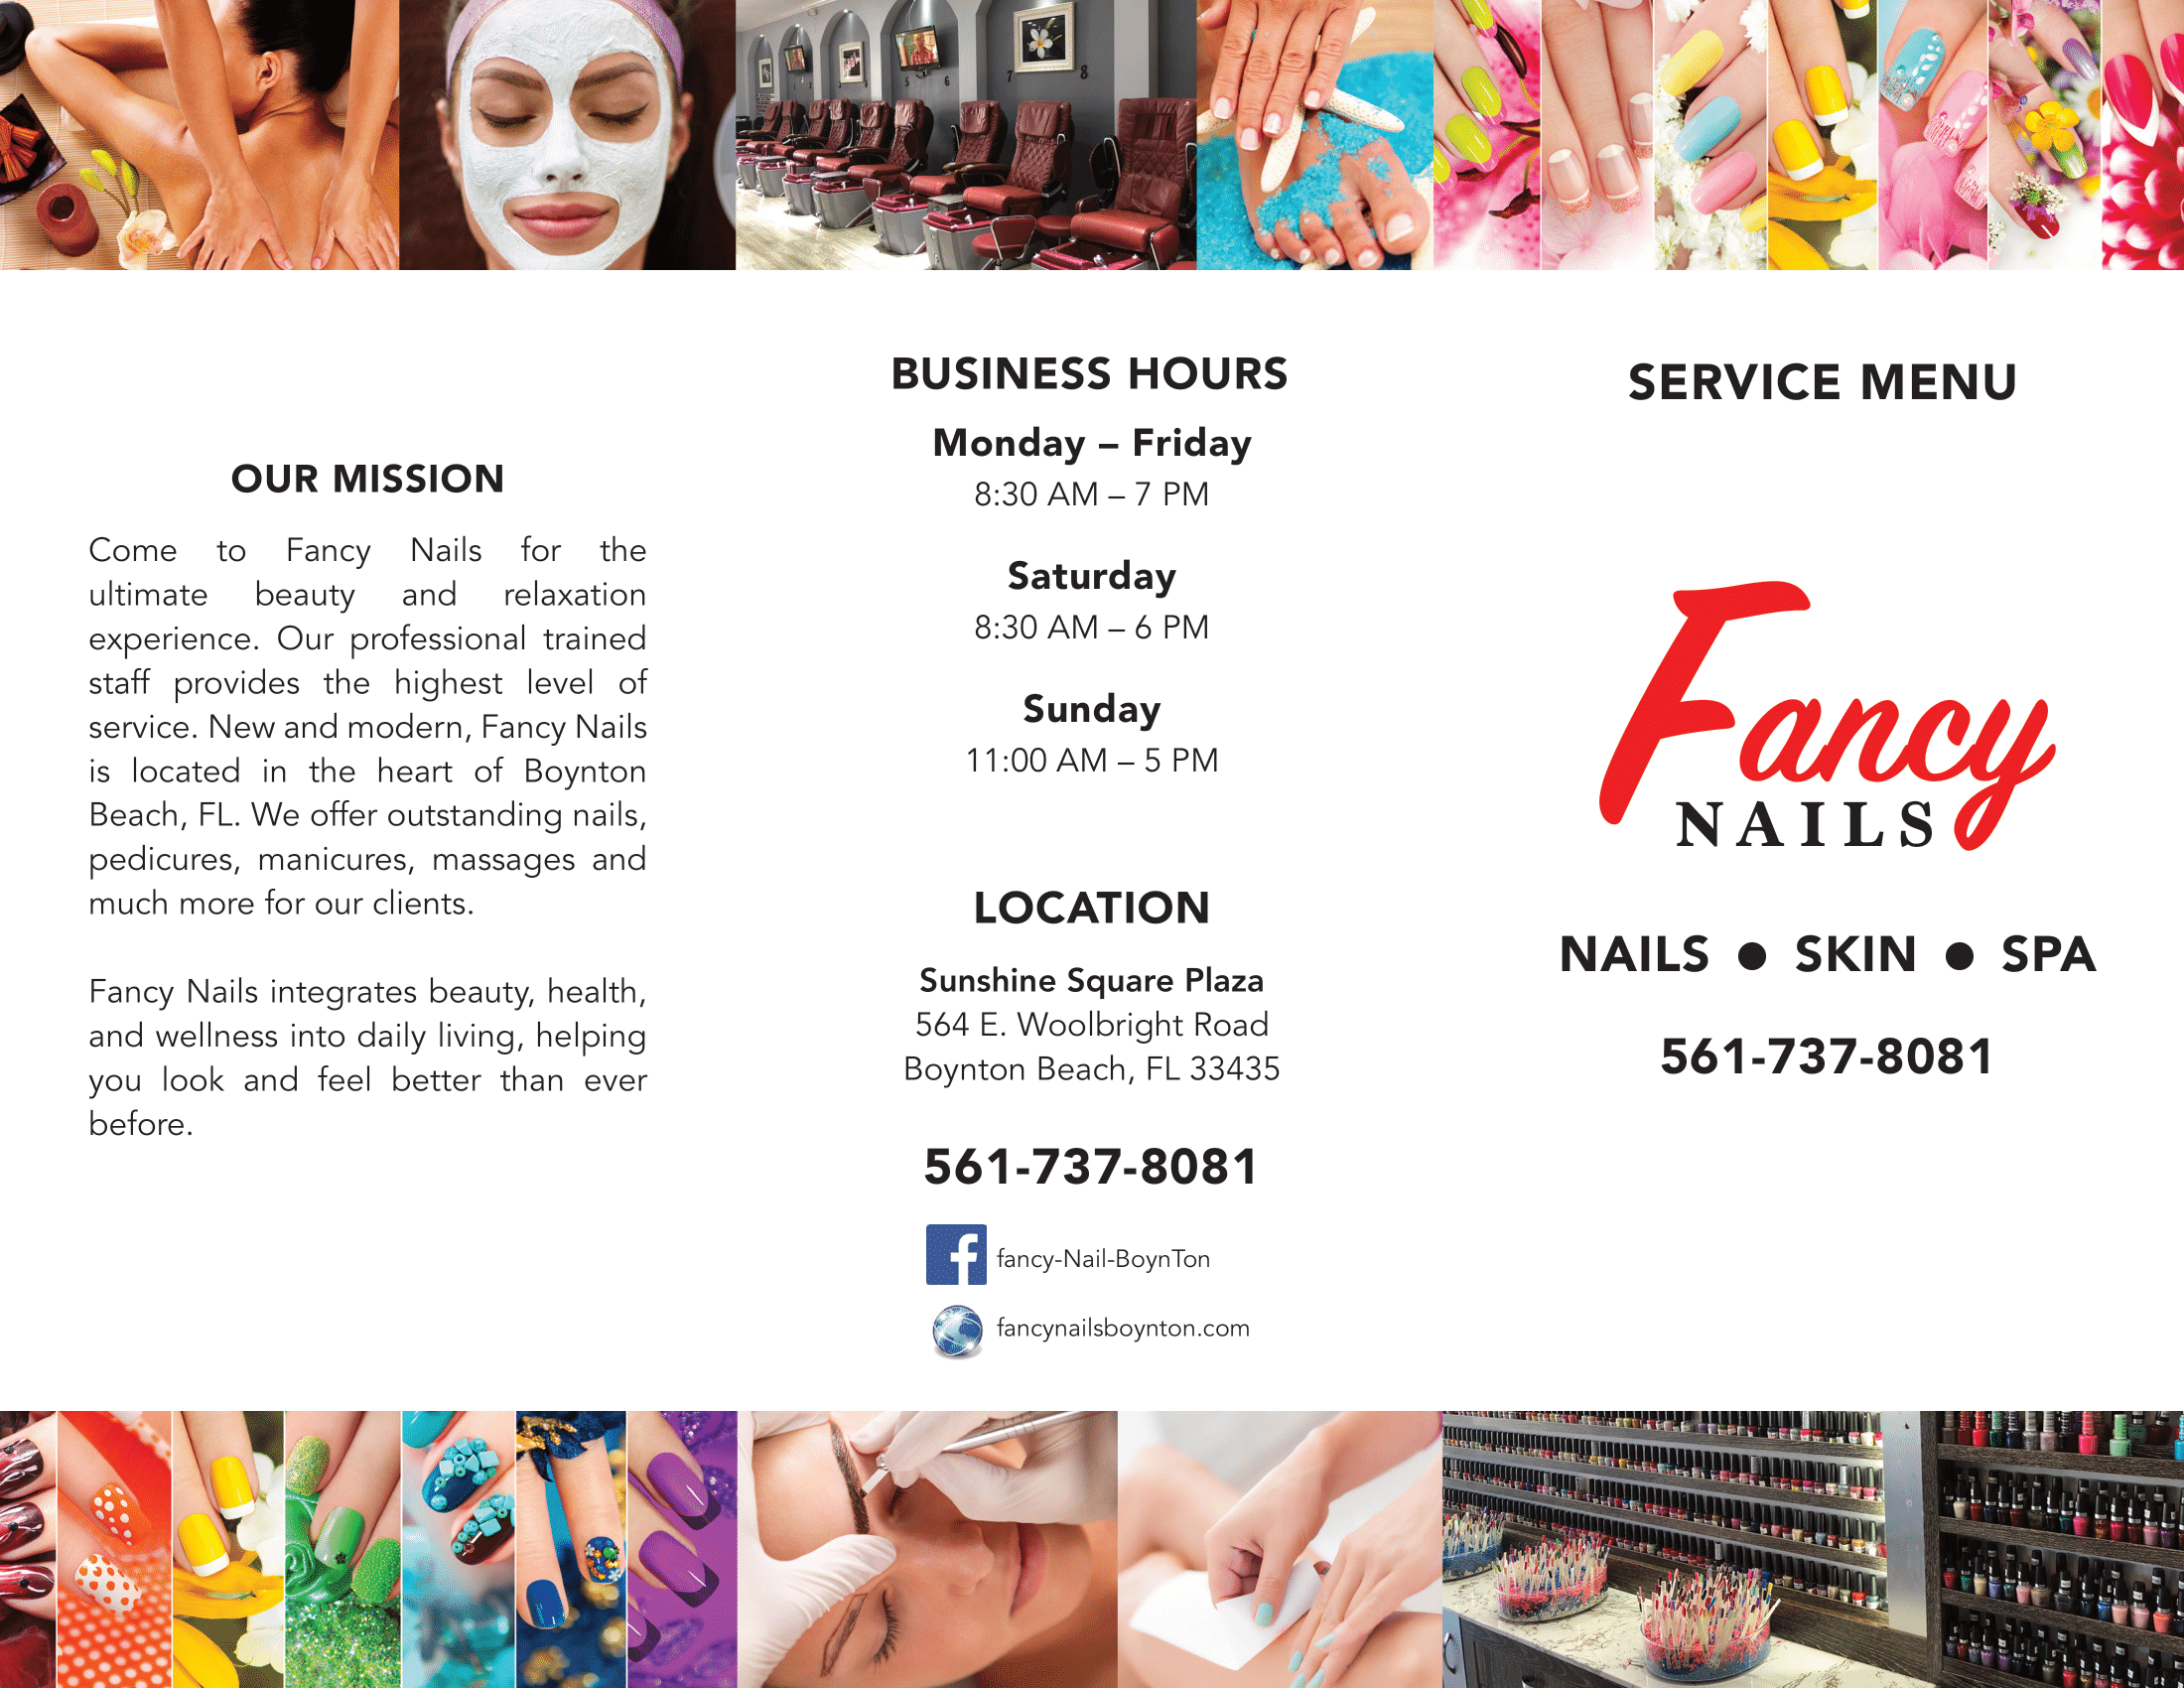 OUR MISSION
Come to Fancy Nails for the
ultimate beauty and relaxation
experience. Our professional trained
staff provides the highest level of
service. New and modern, Fancy Nails
is located in the heart of Boynton
Beach, FL. We offer outstanding nails,
pedicures, manicures, massages and
much more for our clients.
Fancy Nails integrates beauty, health,
and wellness into daily living, helping
you look and feel better than ever
before.
BUSINESS HOURS
Monday – Friday
8:30 AM – 7 PM
Saturday
8:30 AM – 6 PM
Sunday
11:00 AM – 5 PM
LOCATION
Sunshine Square Plaza
564 E. Woolbright Road
Boynton Beach, FL 33435
561-737-8081
fancy-Nail-BoynTon
fancynailsboynton.com
SERVICE MENU
Fancy
NAILS
NAILS ● SKIN ● SPA
561-737-8081
5
6
7
8